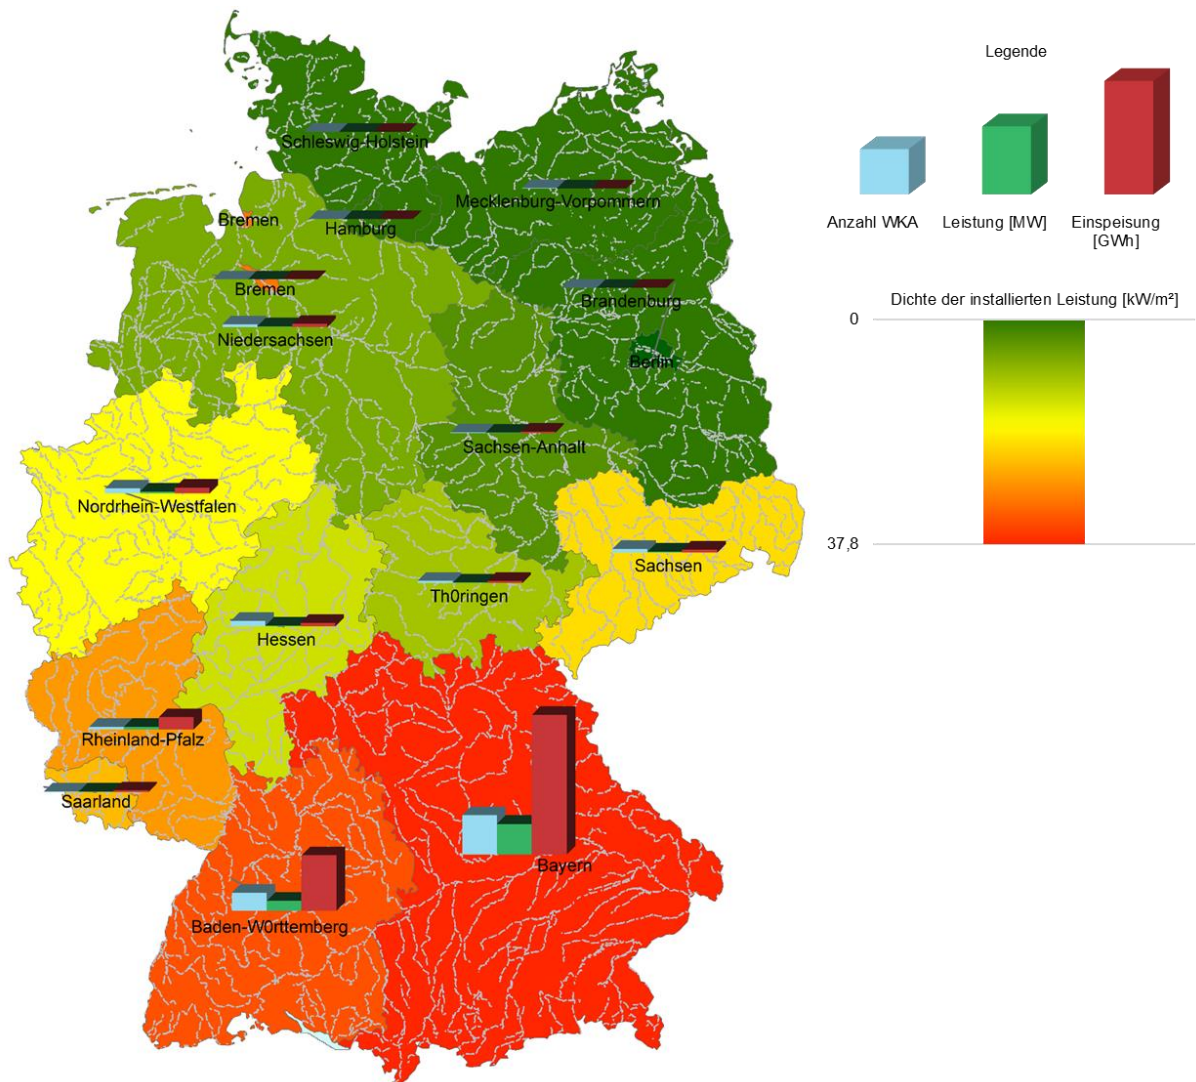 Legende
Anzahl WKA
Leistung [MW]
Einspeisung
[GWh]
Dichte der installierten Leistung [kW/m²]
0
37,8
Schleswig-Holstein
Mecklenburg-Vorpommern
Bremen
Hamburg
Bremen
Brandenburg
Niedersachsen
Berlin
Sachsen-Anhalt
Nordrhein-Westfalen
Sachsen
Th0ringen
Hessen
Rheinland-Pfalz
Saarland
Bayern
Baden-W0rttemberg